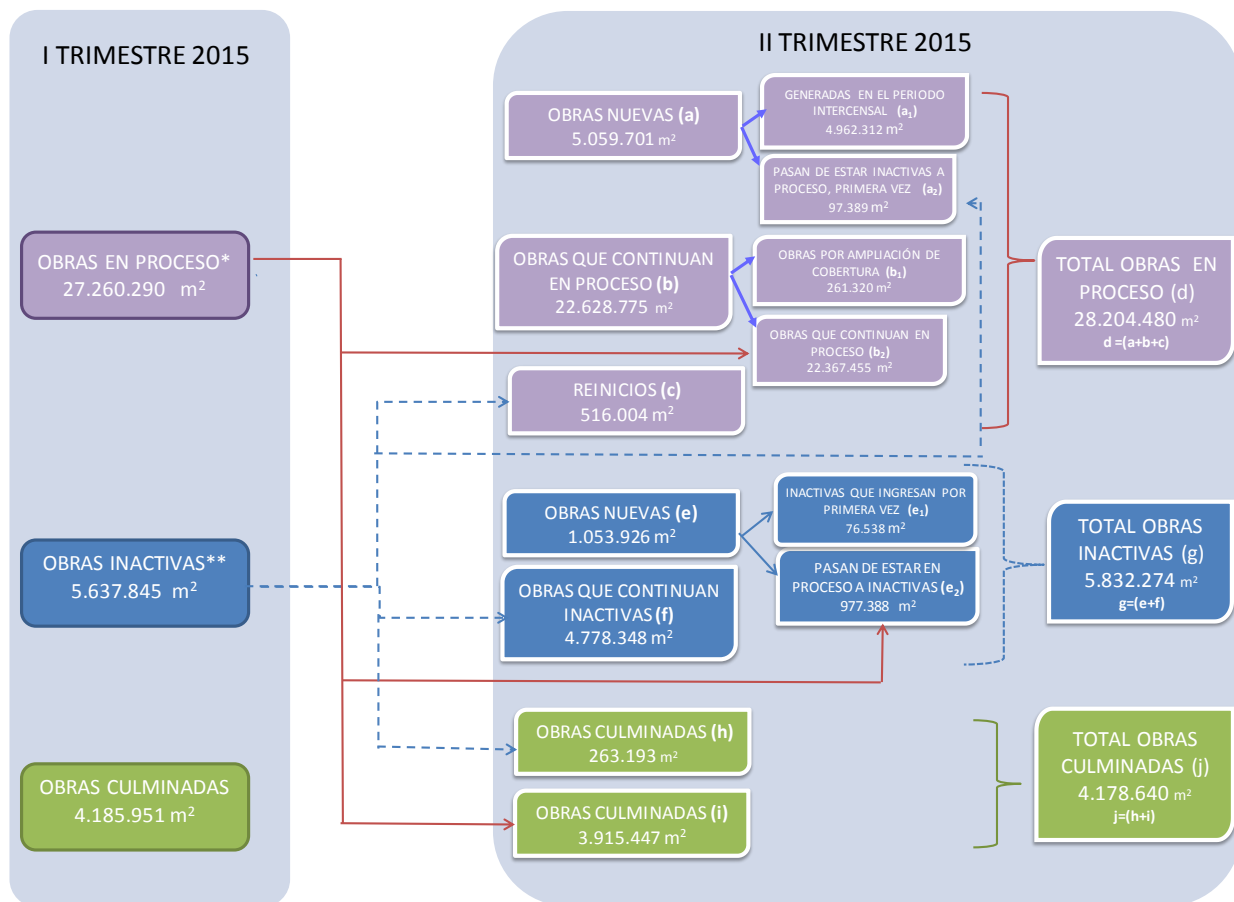 I TRIMESTRE 2015
OBRAS EN PROCESO*
27.260.290 m²
OBRAS INACTIVAS**
5.637.845 m²
OBRAS CULMINADAS
4.185.951 m²
II TRIMESTRE 2015
OBRAS NUEVAS (a)
5.059.701 m²
GENERADAS EN EL PERIODO
INTERCENSAL (a₁)
4.962.312 m²
PASAN DE ESTAR INACTIVAS A
PROCESO, PRIMERA VEZ (a₂)
97.389 m²
OBRAS QUE CONTINUAN
EN PROCESO (b)
22.628.775 m²
OBRAS POR AMPLIACIÓN DE
COBERTURA (b₁)
261.320 m²
OBRAS QUE CONTINUAN EN
PROCESO (b₂)
22.367.455 m²
REINICIOS (c)
516.004 m²
TOTAL OBRAS EN
PROCESO (d)
28.204.480 m²
d =(a+b+c)
OBRAS NUEVAS (e)
1.053.926 m²
INACTIVAS QUE INGRESAN POR
PRIMERA VEZ (e₁)
76.538 m²
PASAN DE ESTAR EN
PROCESO A INACTIVAS (e₂)
977.388 m²
OBRAS QUE CONTINUAN
INACTIVAS (f)
4.778.348 m²
TOTAL OBRAS
INACTIVAS (g)
5.832.274 m²
g=(e+f)
OBRAS CULMINADAS (h)
263.193 m²
OBRAS CULMINADAS (i)
3.915.447 m²
TOTAL OBRAS
CULMINADAS (j)
4.178.640 m²
j=(h+i)